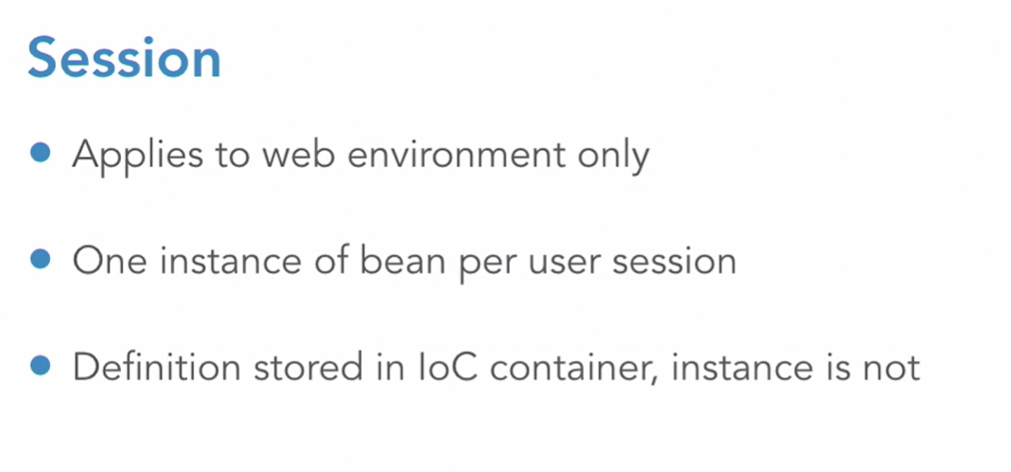 Session
• Applies to web environment only
• One instance of bean per user session
• Definition stored in IoC container, instance is not